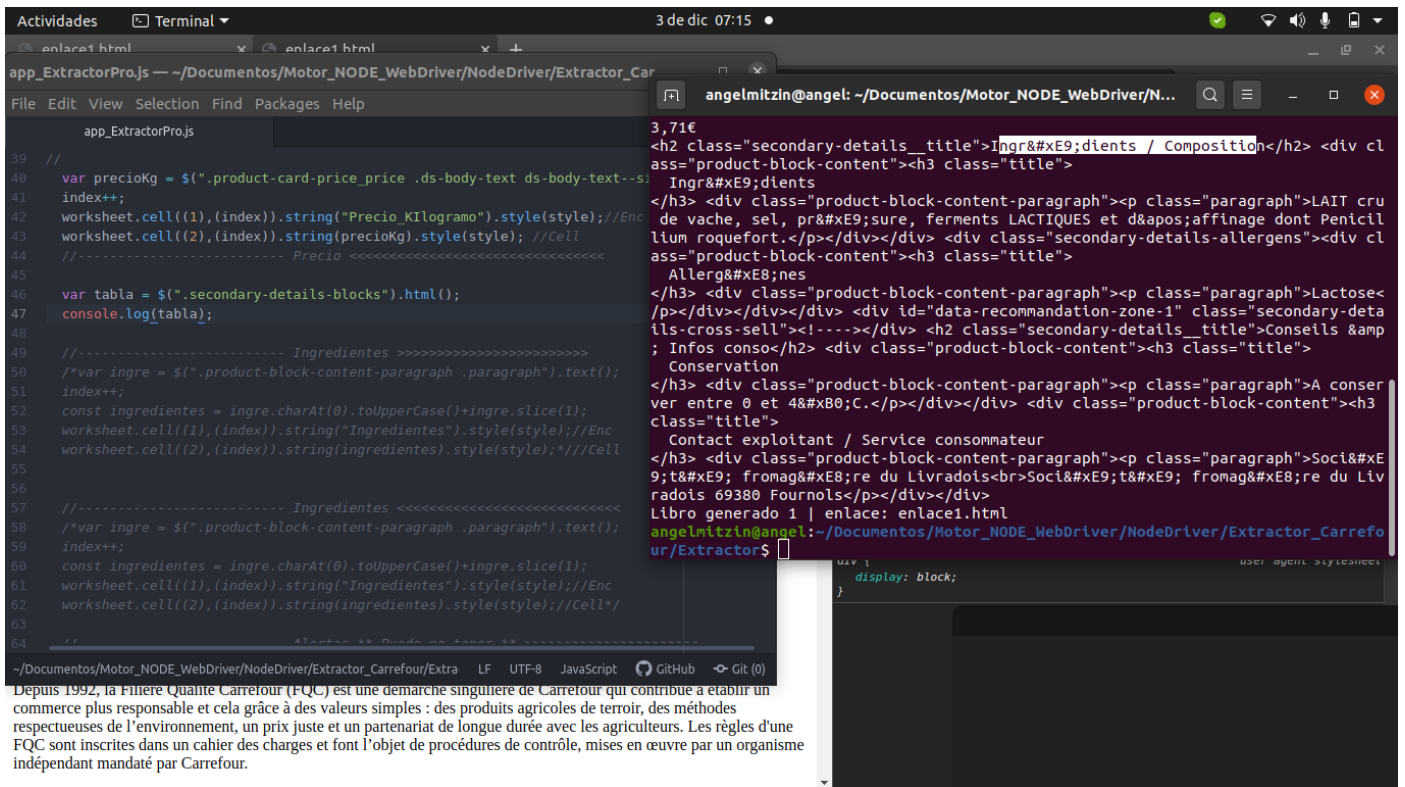 Actividades Terminal 3 de dic 07:15
enlace1.html × enlace1.html × +
app_ExtractorPro.js — ~/Documentos/Motor_NODE_WebDriver/NodeDriver/Extractor_Car
File Edit View Selection Find Packages Help
app_ExtractorPro.js
39 //
40 var precioKg = $(".product-card-price_price .ds-body-text ds-body-text--si
41 index++;
42 worksheet.cell((1),(index)).string("Precio_KIlogramo").style(style);//Enc
43 worksheet.cell((2),(index)).string(precioKg).style(style); //Cell
44 //-------------------------- Precio <<<<<<<<<<<<<<<<<<<<<<<<<<<<<<<<
45
46 var tabla = $(".secondary-details-blocks").html();
47 console.log(tabla);
48
49 //-------------------------- Ingredientes >>>>>>>>>>>>>>>>>>>>>>>>
50 /*var ingre = $(".product-block-content-paragraph .paragraph").text();
51 index++;
52 const ingredientes = ingre.charAt(0).toUpperCase()+ingre.slice(1);
53 worksheet.cell((1),(index)).string("Ingredientes").style(style);//Enc
54 worksheet.cell((2),(index)).string(ingredientes).style(style);*///Cell
55
56
57 //-------------------------- Ingredientes <<<<<<<<<<<<<<<<<<<<<<<<<<<<
58 /*var ingre = $(".product-block-content-paragraph .paragraph").text();
59 index++;
60 const ingredientes = ingre.charAt(0).toUpperCase()+ingre.slice(1);
61 worksheet.cell((1),(index)).string("Ingredientes").style(style);//Enc
62 worksheet.cell((2),(index)).string(ingredientes).style(style);//Cell*/
63
64
~/Documentos/Motor_NODE_WebDriver/NodeDriver/Extractor_Carrefour/Extra LF UTF-8 JavaScript GitHub Git (0)
angelmitzin@angel: ~/Documentos/Motor_NODE_WebDriver/N...
3,71€
<h2 class="secondary-details__title">Ingr&#xE9;dients / Composition</h2> <div cl
ass="product-block-content"><h3 class="title">
Ingr&#xE9;dients
</h3> <div class="product-block-content-paragraph"><p class="paragraph">LAIT cru
de vache, sel, pr&#xE9;sure, ferments LACTIQUES et d&apos;affinage dont Penicil
lium roquefort.</p></div></div> <div class="secondary-details-allergens"><div cl
ass="product-block-content"><h3 class="title">
Allerg&#xE8;nes
</h3> <div class="product-block-content-paragraph"><p class="paragraph">Lactose<
/p></div></div></div> <div id="data-recommandation-zone-1" class="secondary-deta
ils-cross-sell"><!----></div> <h2 class="secondary-details__title">Conseils &amp
; Infos conso</h2> <div class="product-block-content"><h3 class="title">
Conservation
</h3> <div class="product-block-content-paragraph"><p class="paragraph">A conser
ver entre 0 et 4&#xB0;C.</p></div></div> <div class="product-block-content"><h3
class="title">
Contact exploitant / Service consommateur
</h3> <div class="product-block-content-paragraph"><p class="paragraph">Soci&#xE
9;t&#xE9; fromag&#xE8;re du Livradois<br>Soci&#xE9;t&#xE9; fromag&#xE8;re du Liv
radois 69380 Fournols</p></div></div>
Libro generado 1 | enlace: enlace1.html
angelmitzin@angel:~/Documentos/Motor_NODE_WebDriver/NodeDriver/Extractor_Carrefo
ur/Extractor$
div { user agent stylesheet
display: block;
}
Depuis 1992, la Filière Qualité Carrefour (FQC) est une démarche singulière de Carrefour qui contribue à établir un
commerce plus responsable et cela grâce à des valeurs simples : des produits agricoles de terroir, des méthodes
respectueuses de l’environnement, un prix juste et un partenariat de longue durée avec les agriculteurs. Les règles d'une
FQC sont inscrites dans un cahier des charges et font l’objet de procédures de contrôle, mises en œuvre par un organisme
indépendant mandaté par Carrefour.